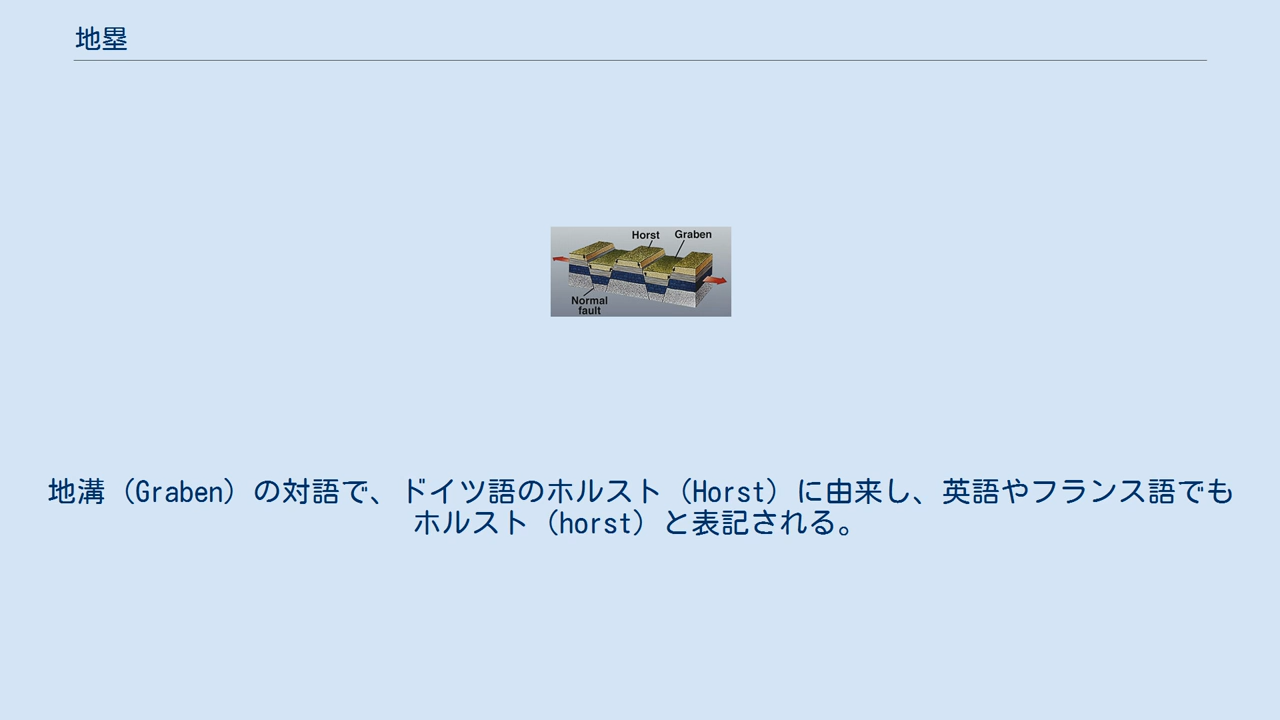 地塁
Horst Graben
Normal
fault
地溝（Graben）の対語で、ドイツ語のホルスト（Horst）に由来し、英語やフランス語でも
ホルスト（horst）と表記される。